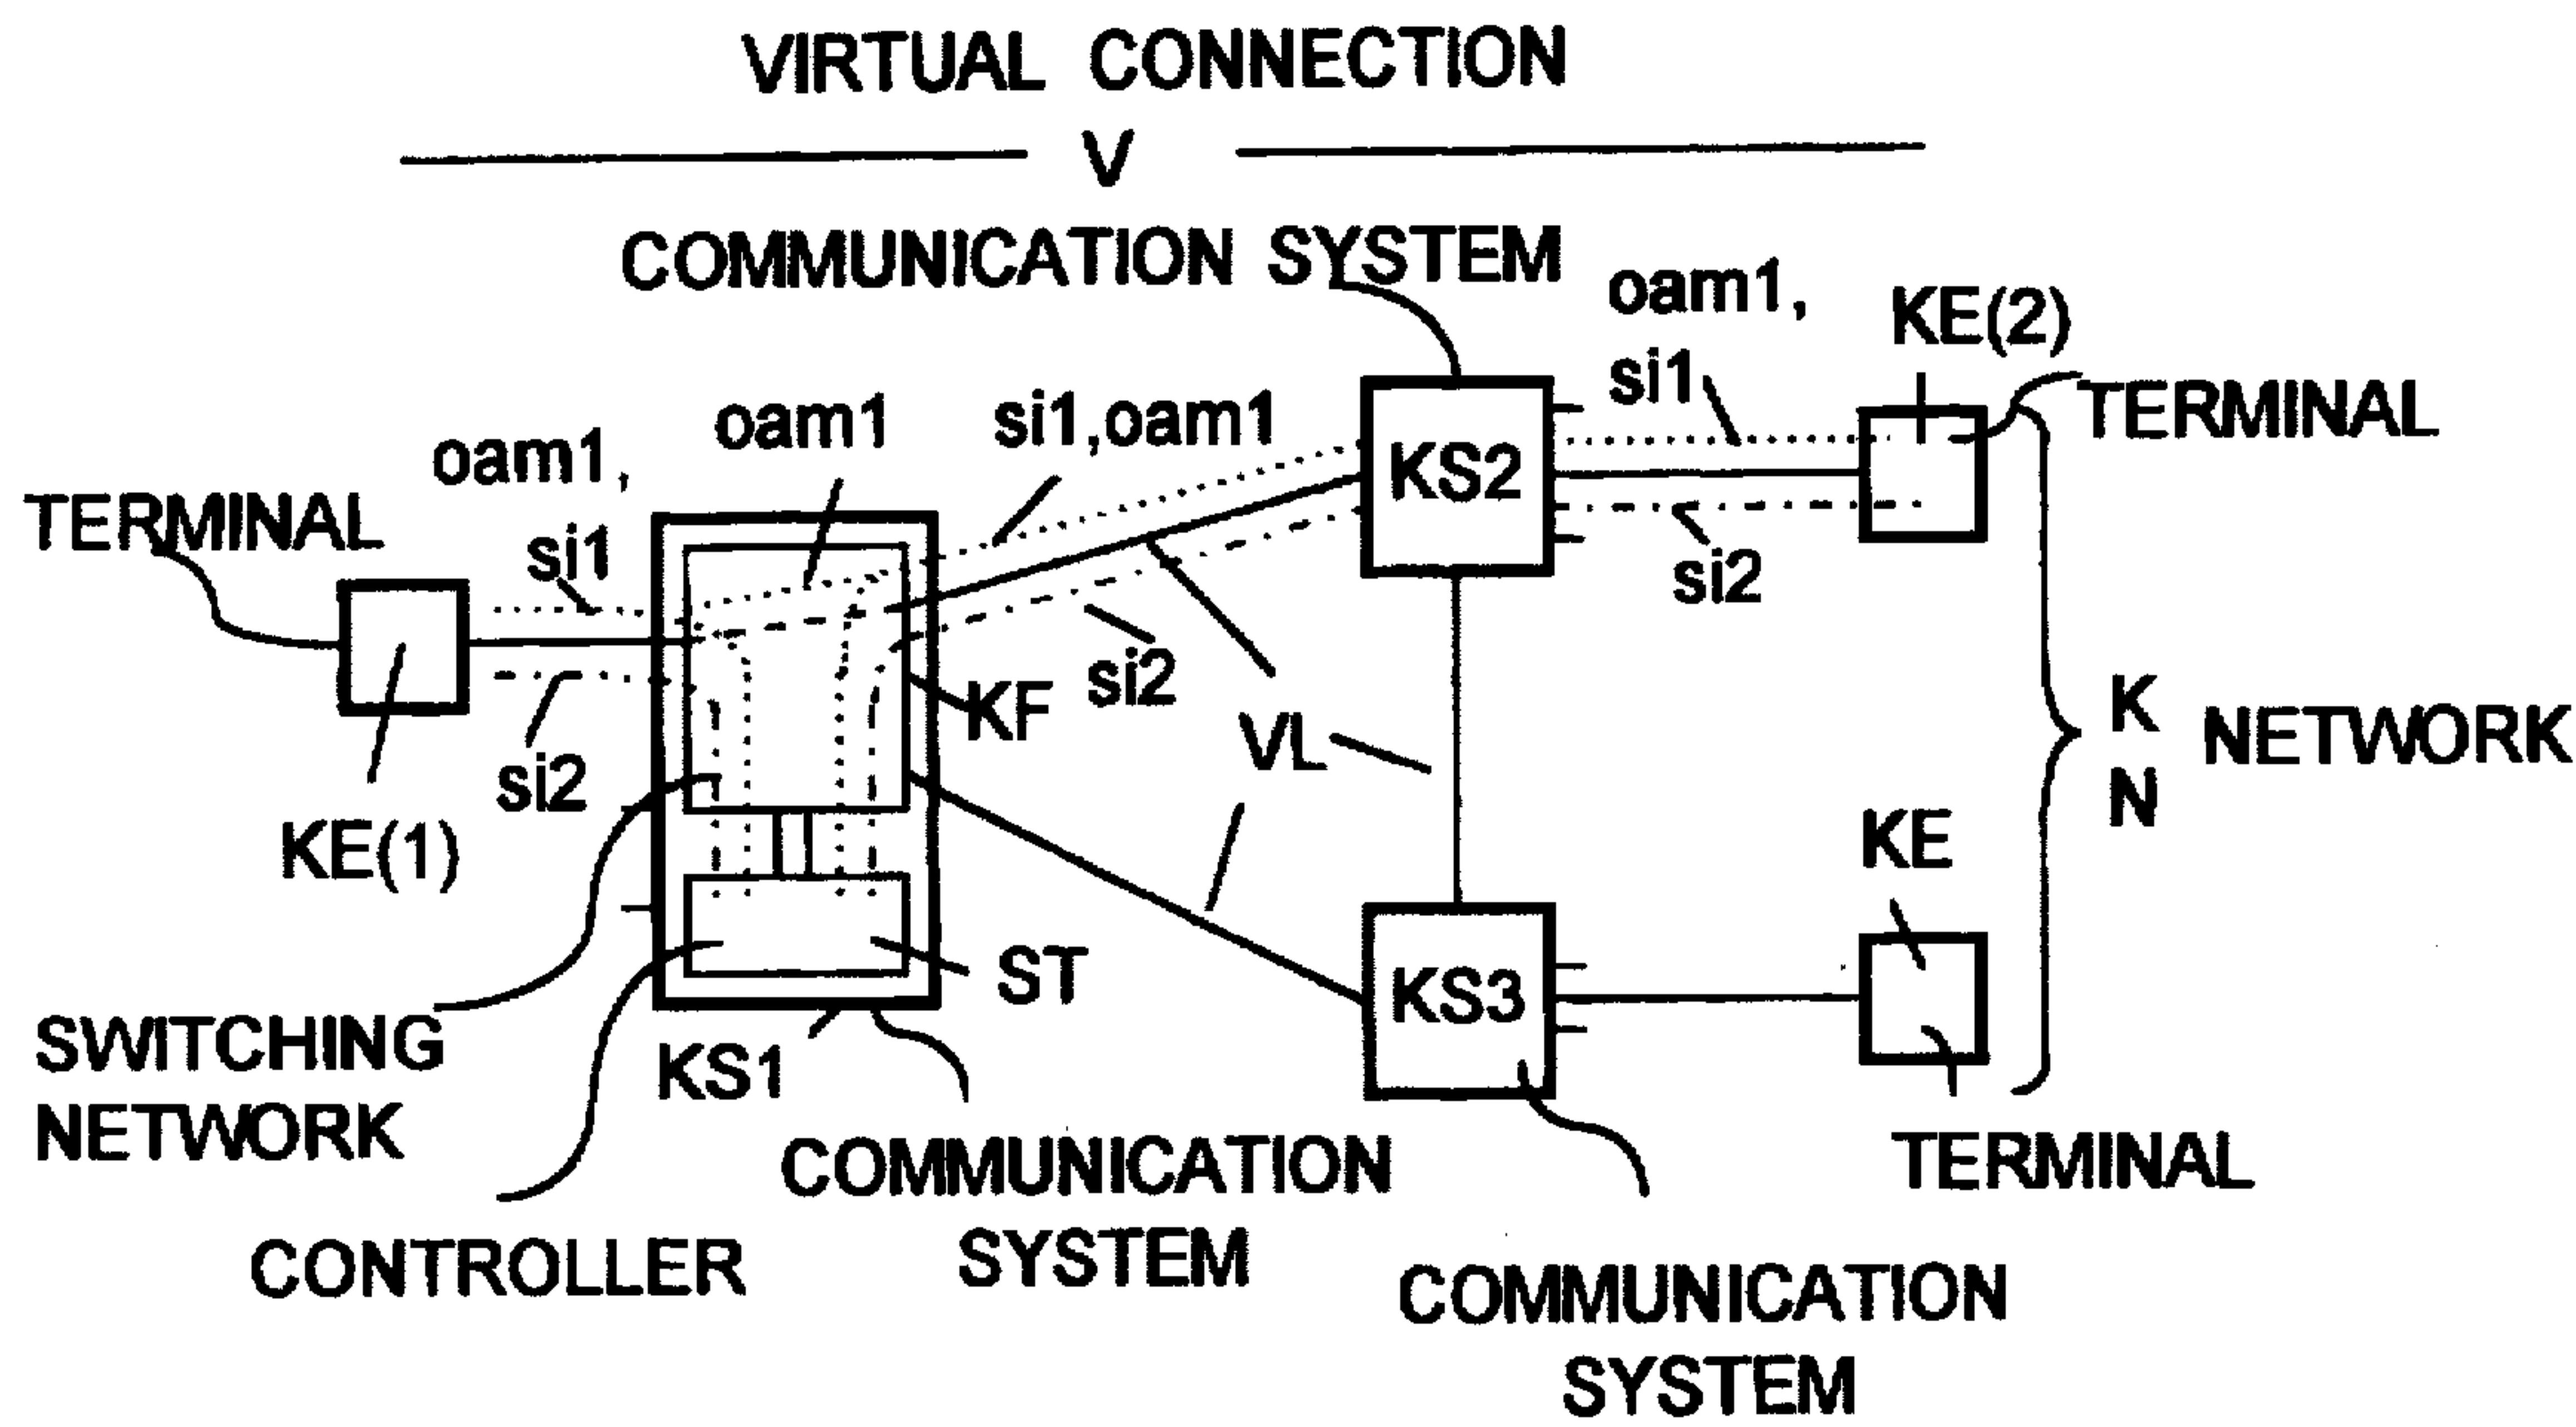 VIRTUAL CONNECTION
V
COMMUNICATION SYSTEM
oam1,
si1
KE(2)
TERMINAL
oam1,
si1
oam1
si1,oam1
KS2
TERMINAL
si2
si2
KF
si2
VL
K
N
NETWORK
KE(1)
KE
ST
KS3
SWITCHING
NETWORK
KS1
COMMUNICATION
SYSTEM
TERMINAL
CONTROLLER
COMMUNICATION
SYSTEM